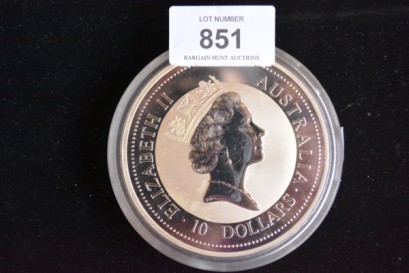 LOT NUMBER
851
BARGAIN HUNT AUCTIONS
ELIZABETH II
AUSTRALIA
· 10 DOLLARS ·